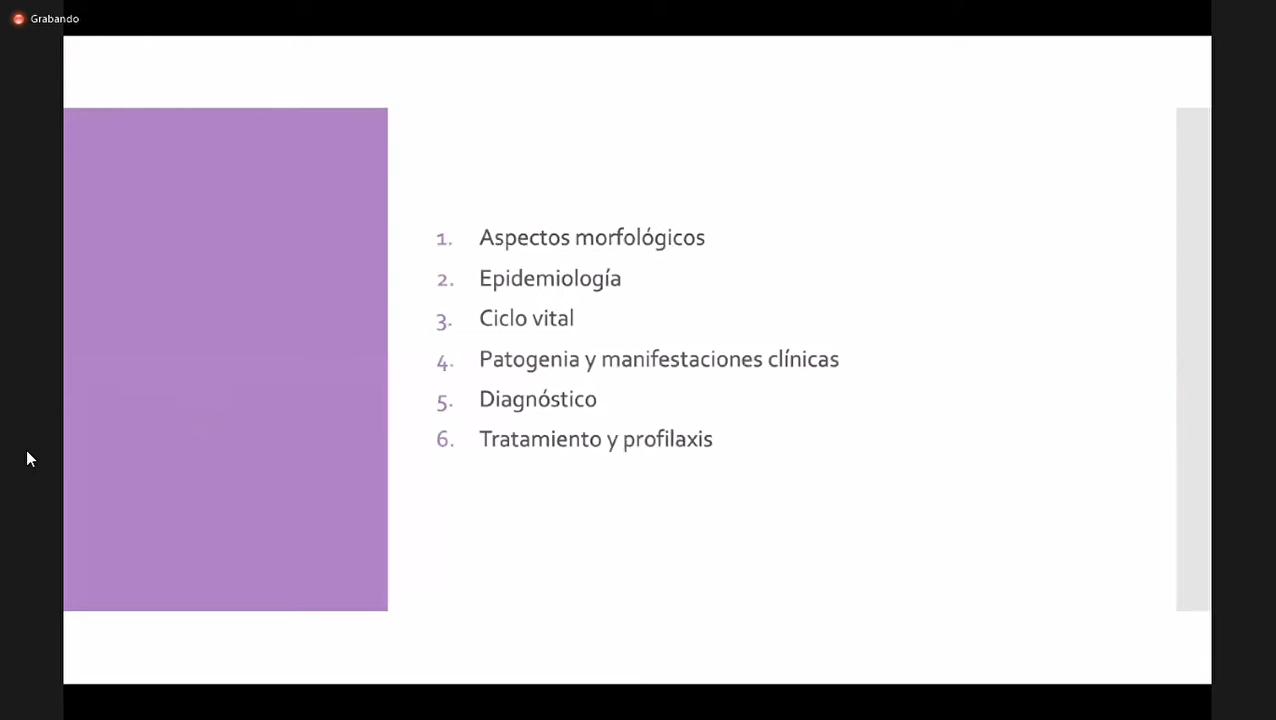 Grabando
1. Aspectos morfológicos
2. Epidemiología
3. Ciclo vital
4. Patogenia y manifestaciones clínicas
5. Diagnóstico
6. Tratamiento y profilaxis